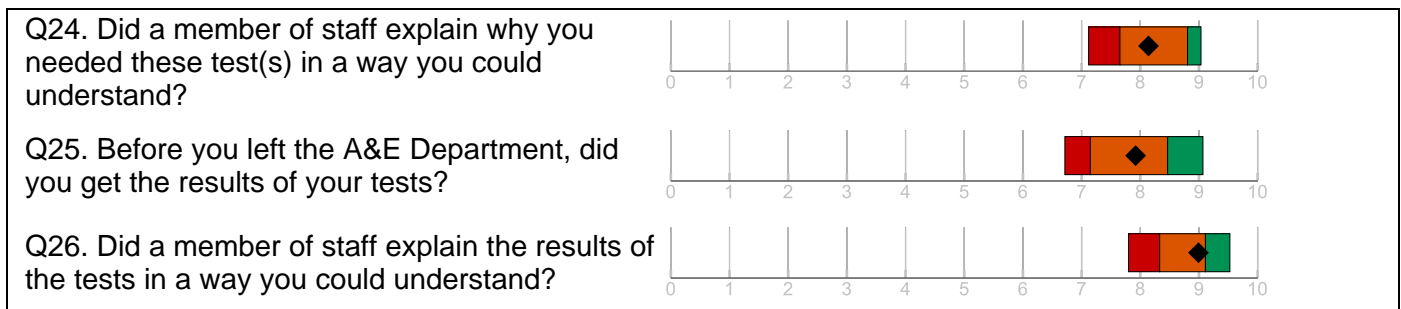 Q24. Did a member of staff explain why you
needed these test(s) in a way you could
understand?
0 1 2 3 4 5 6 7 8 9 10
Q25. Before you left the A&E Department, did
you get the results of your tests?
0 1 2 3 4 5 6 7 8 9 10
Q26. Did a member of staff explain the results of
the tests in a way you could understand?
0 1 2 3 4 5 6 7 8 9 10